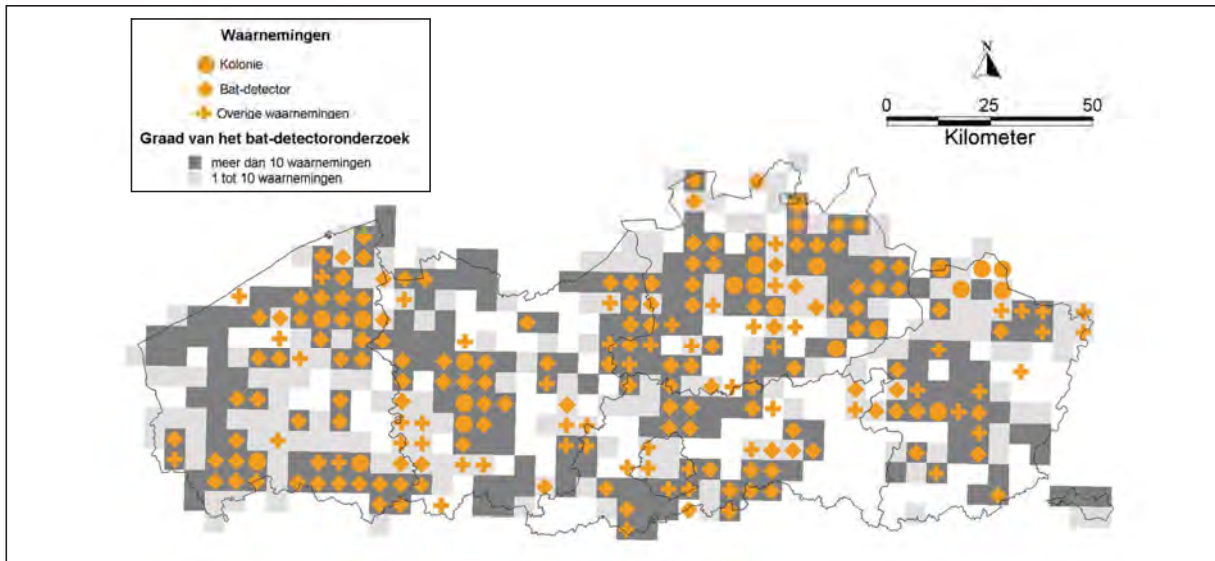 Waarnemingen
Kolonie
Bat-detector
Overige waarnemingen
Graad van het bat-detectoronderzoek
meer dan 10 waarnemingen
1 tot 10 waarnemingen
N
0 25 50
Kilometer